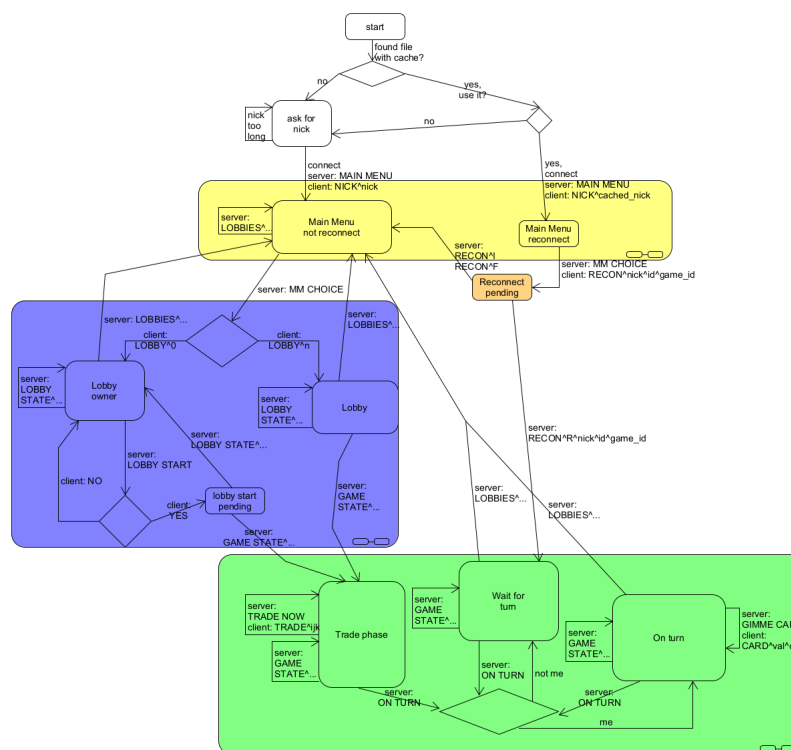 start
found file
with cache?
no
yes,
use it?
nick
too
long
ask for
nick
no
connect
server: MAIN MENU
client: NICK^nick
yes,
connect
server: MAIN MENU
client: NICK^cached_nick
server:
LOBBIES^...
Main Menu
not reconnect
Main Menu
reconnect
server:
RECON^I
RECON^F
server: MM CHOICE
client: RECON^nick^id^game_id
Reconnect
pending
server: MM CHOICE
server: LOBBIES^...
server:
LOBBIES^...
client:
LOBBY^0
client:
LOBBY^n
server:
LOBBY
STATE^...
Lobby
owner
server:
LOBBY
STATE^...
Lobby
server:
LOBBY STATE^...
server:
RECON^R^nick^id^game_id
server:
LOBBY START
client: NO
client:
YES
lobby start
pending
server:
GAME
STATE^...
server:
LOBBIES^...
server:
LOBBIES^...
server:
GAME STATE^...
server:
TRADE NOW
client: TRADE^ijk
Trade phase
server:
GAME
STATE^...
server:
GAME
STATE^...
Wait for
turn
server:
GAME
STATE^...
On turn
server:
GIMME CA
client:
CARD^val^
server:
ON TURN
server:
ON TURN
not me
server:
ON TURN
me